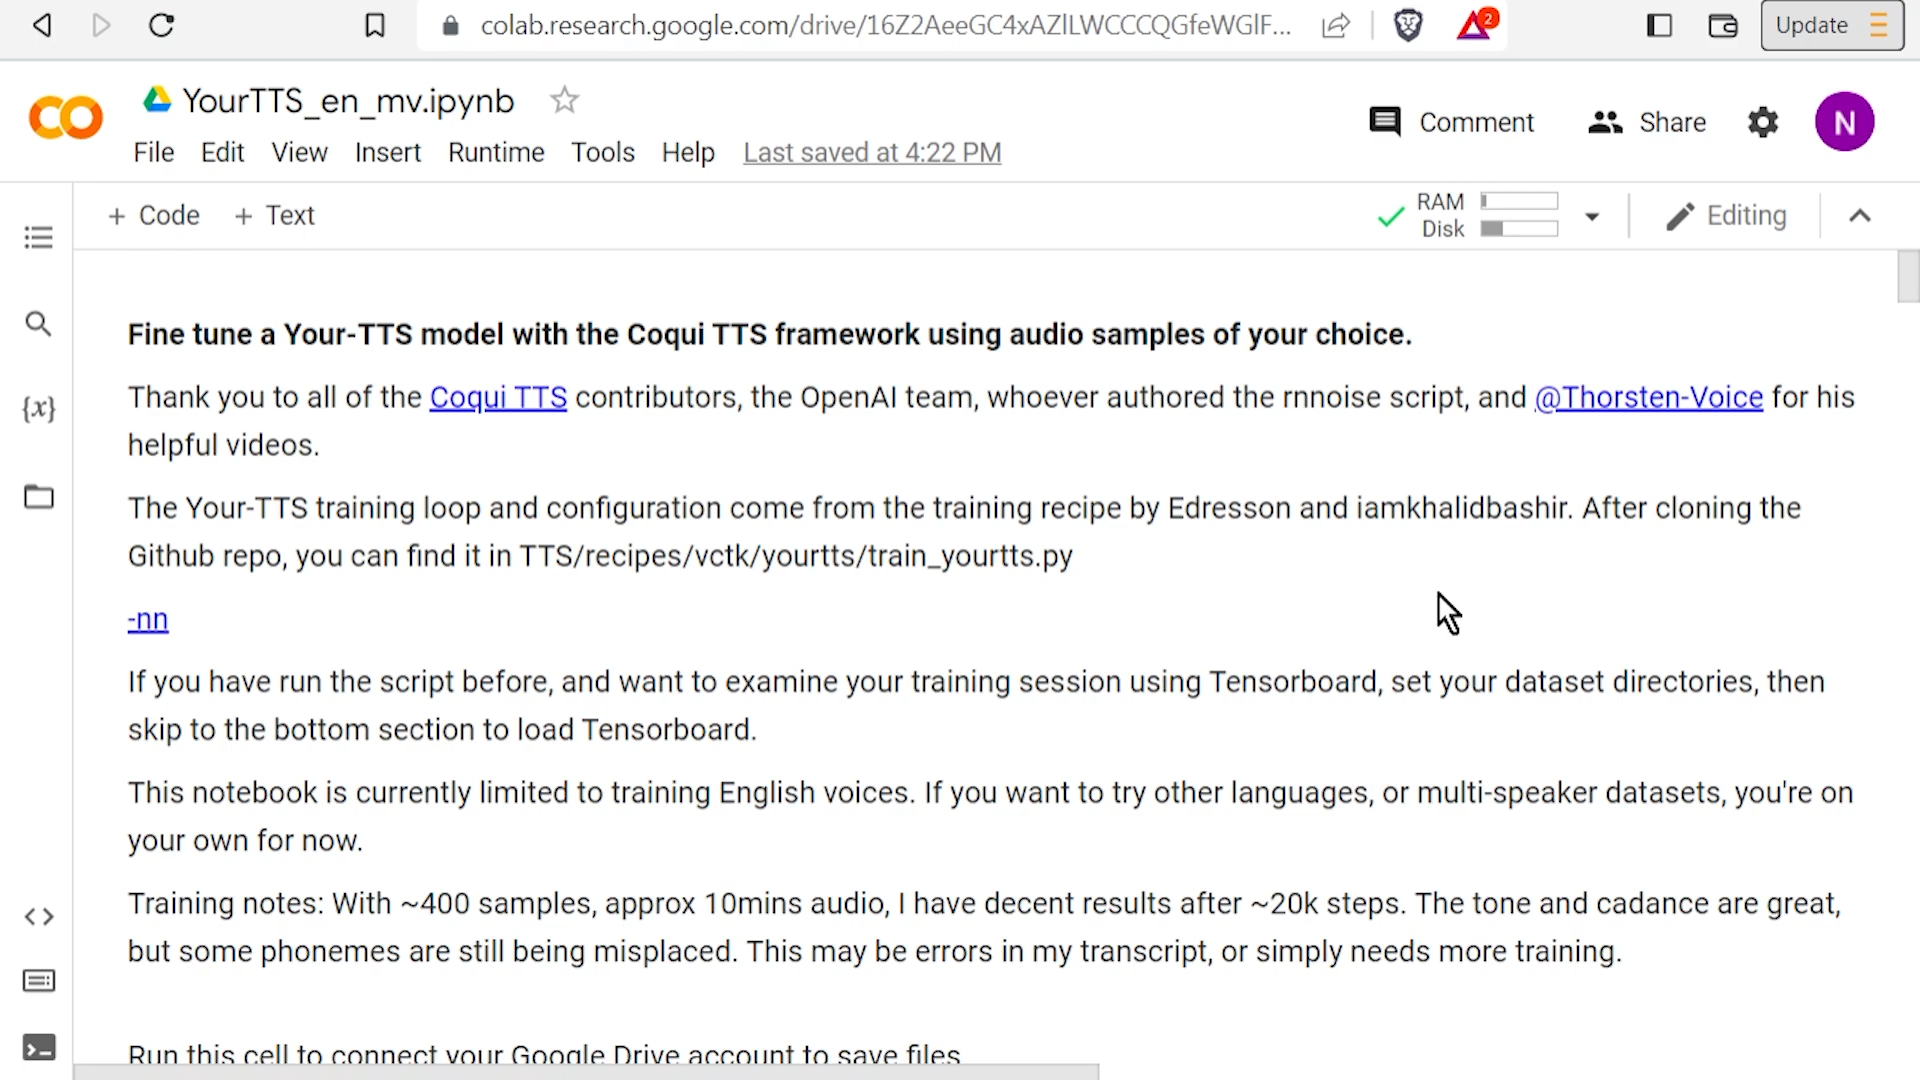 colab.research.google.com/drive/16Z2AeeGC4xAZlLWCCCQGfeWGlF...
2
Update
YourTTS_en_mv.ipynb
Comment
Share
N
File Edit View Insert Runtime Tools Help Last saved at 4:22 PM
+ Code + Text
RAM
Disk
Editing
{x}
Fine tune a Your-TTS model with the Coqui TTS framework using audio samples of your choice.
Thank you to all of the Coqui TTS contributors, the OpenAI team, whoever authored the rnnoise script, and @Thorsten-Voice for his
helpful videos.
The Your-TTS training loop and configuration come from the training recipe by Edresson and iamkhalidbashir. After cloning the
Github repo, you can find it in TTS/recipes/vctk/yourtts/train_yourtts.py
-nn
If you have run the script before, and want to examine your training session using Tensorboard, set your dataset directories, then
skip to the bottom section to load Tensorboard.
This notebook is currently limited to training English voices. If you want to try other languages, or multi-speaker datasets, you're on
your own for now.
Training notes: With ~400 samples, approx 10mins audio, I have decent results after ~20k steps. The tone and cadance are great,
but some phonemes are still being misplaced. This may be errors in my transcript, or simply needs more training.
Run this cell to connect your Google Drive account to save files